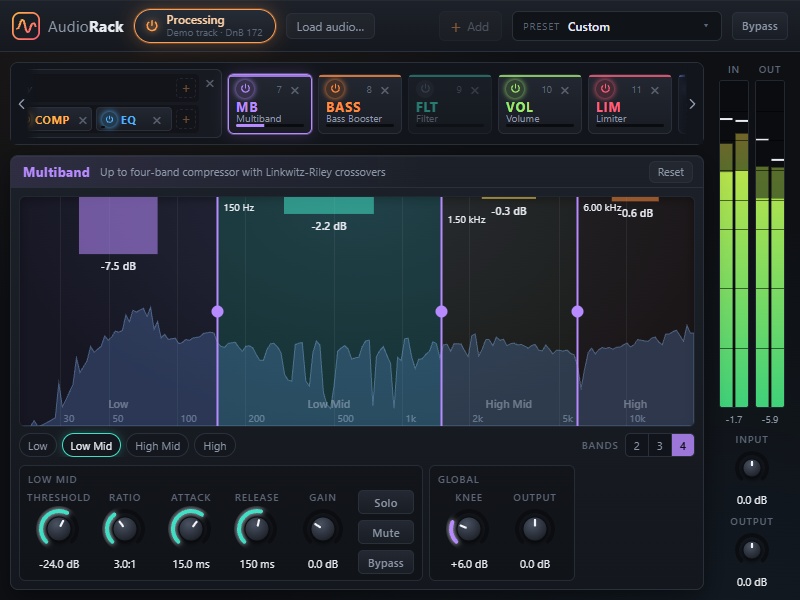 AudioRack
Processing
Demo track · DnB 172
Load audio...
+ Add
PRESET Custom
Bypass
COMP
EQ
7
MB
Multiband
8
BASS
Bass Booster
9
FLT
Filter
10
VOL
Volume
11
LIM
Limiter
IN OUT
Multiband Up to four-band compressor with Linkwitz-Riley crossovers
Reset
150 Hz
1.50 kHz
6.00 kHz
-7.5 dB
-2.2 dB
-0.3 dB
-0.6 dB
Low
Low Mid
High Mid
High
30 50 100 200 500 1k 2k 5k 10k
Low
Low Mid
High Mid
High
BANDS 2 3 4
LOW MID
THRESHOLD RATIO ATTACK RELEASE GAIN
-24.0 dB 3.0:1 15.0 ms 150 ms 0.0 dB
Solo
Mute
Bypass
GLOBAL
KNEE OUTPUT
+6.0 dB 0.0 dB
-1.7 -5.9
INPUT
0.0 dB
OUTPUT
0.0 dB